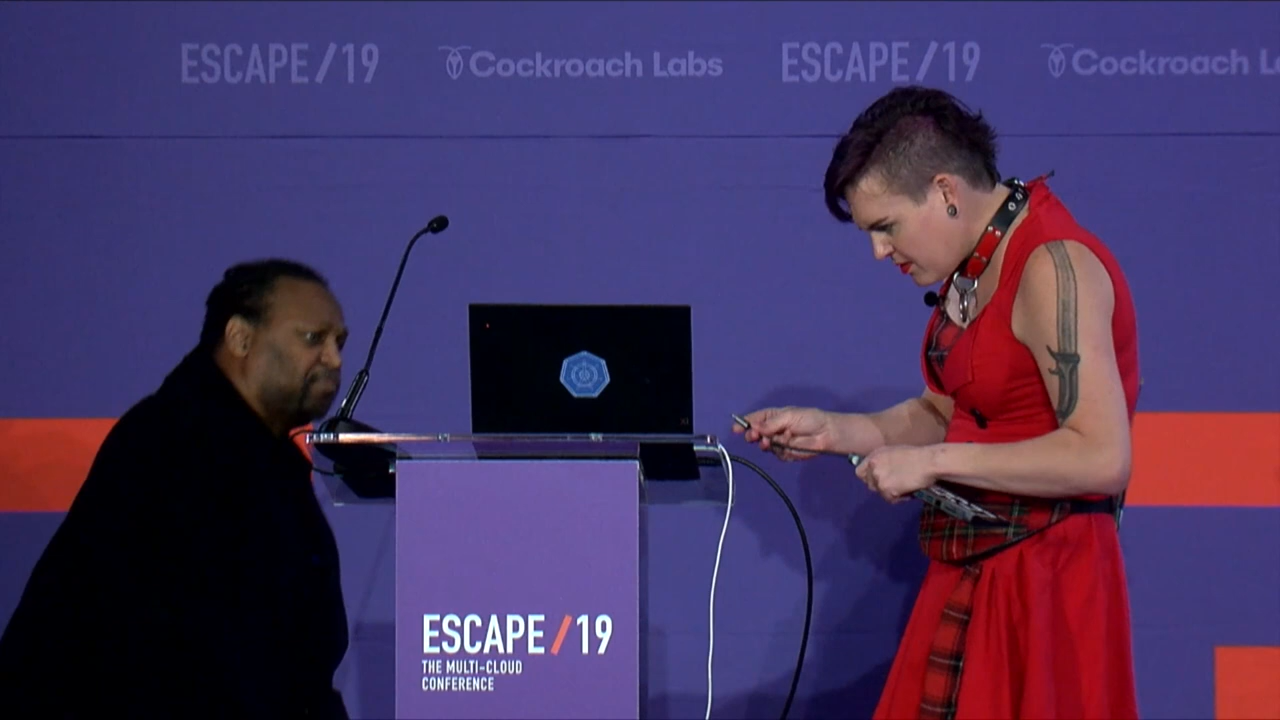 ESCAPE/19 Cockroach Labs ESCAPE/19 Cockroach
ESCAPE/19
THE MULTI-CLOUD
CONFERENCE